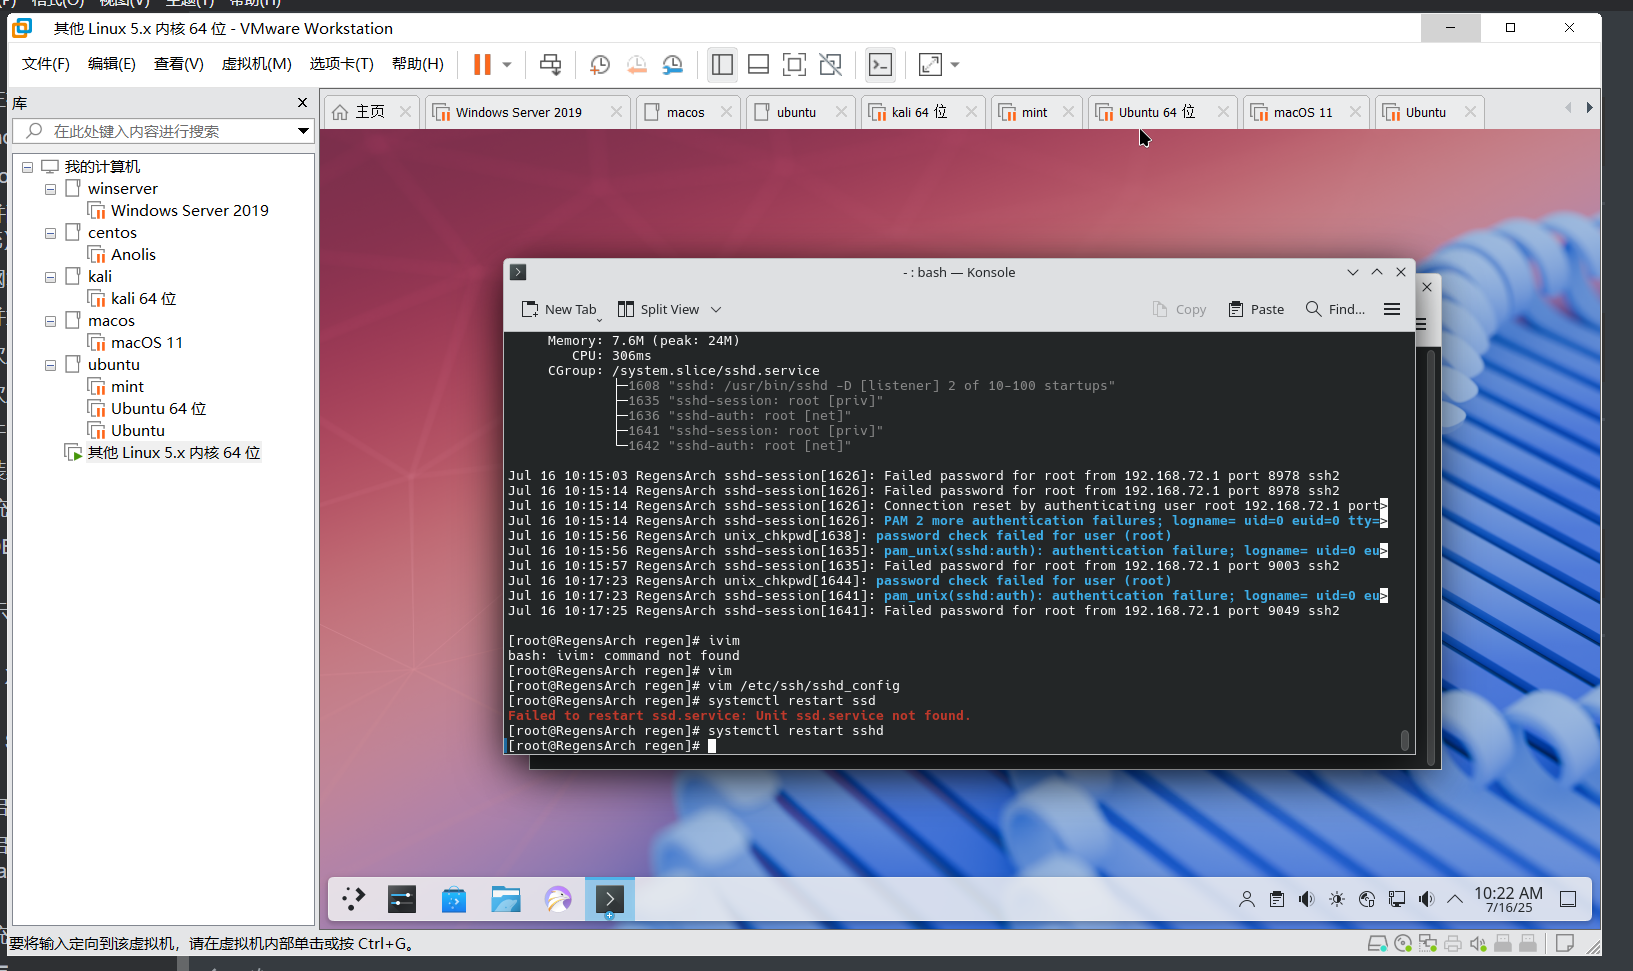 其他 Linux 5.x 内核 64 位 - VMware Workstation
文件(F) 编辑(E) 查看(V) 虚拟机(M) 选项卡(T) 帮助(H)
库
在此处键入内容进行搜索
主页 Windows Server 2019 macos ubuntu kali 64 位 mint Ubuntu 64 位 macOS 11 Ubuntu
我的计算机
winserver
Windows Server 2019
centos
Anolis
kali
kali 64 位
macos
macOS 11
ubuntu
mint
Ubuntu 64 位
Ubuntu
其他 Linux 5.x 内核 64 位
- : bash — Konsole
New Tab Split View Copy Paste Find...
Memory: 7.6M (peak: 24M)
CPU: 306ms
CGroup: /system.slice/sshd.service
├─1608 "sshd: /usr/bin/sshd -D [listener] 2 of 10-100 startups"
├─1635 "sshd-session: root [priv]"
├─1636 "sshd-auth: root [net]"
├─1641 "sshd-session: root [priv]"
└─1642 "sshd-auth: root [net]"
Jul 16 10:15:03 RegensArch sshd-session[1626]: Failed password for root from 192.168.72.1 port 8978 ssh2
Jul 16 10:15:14 RegensArch sshd-session[1626]: Failed password for root from 192.168.72.1 port 8978 ssh2
Jul 16 10:15:14 RegensArch sshd-session[1626]: Connection reset by authenticating user root 192.168.72.1 port>
Jul 16 10:15:14 RegensArch sshd-session[1626]: PAM 2 more authentication failures; logname= uid=0 euid=0 tty=>
Jul 16 10:15:56 RegensArch unix_chkpwd[1638]: password check failed for user (root)
Jul 16 10:15:56 RegensArch sshd-session[1635]: pam_unix(sshd:auth): authentication failure; logname= uid=0 eu>
Jul 16 10:15:57 RegensArch sshd-session[1635]: Failed password for root from 192.168.72.1 port 9003 ssh2
Jul 16 10:17:23 RegensArch unix_chkpwd[1644]: password check failed for user (root)
Jul 16 10:17:23 RegensArch sshd-session[1641]: pam_unix(sshd:auth): authentication failure; logname= uid=0 eu>
Jul 16 10:17:25 RegensArch sshd-session[1641]: Failed password for root from 192.168.72.1 port 9049 ssh2
[root@RegensArch regen]# ivim
bash: ivim: command not found
[root@RegensArch regen]# vim
[root@RegensArch regen]# vim /etc/ssh/sshd_config
[root@RegensArch regen]# systemctl restart ssd
Failed to restart ssd.service: Unit ssd.service not found.
[root@RegensArch regen]# systemctl restart sshd
[root@RegensArch regen]#
10:22 AM
7/16/25
要将输入定向到该虚拟机，请在虚拟机内部单击或按 Ctrl+G。